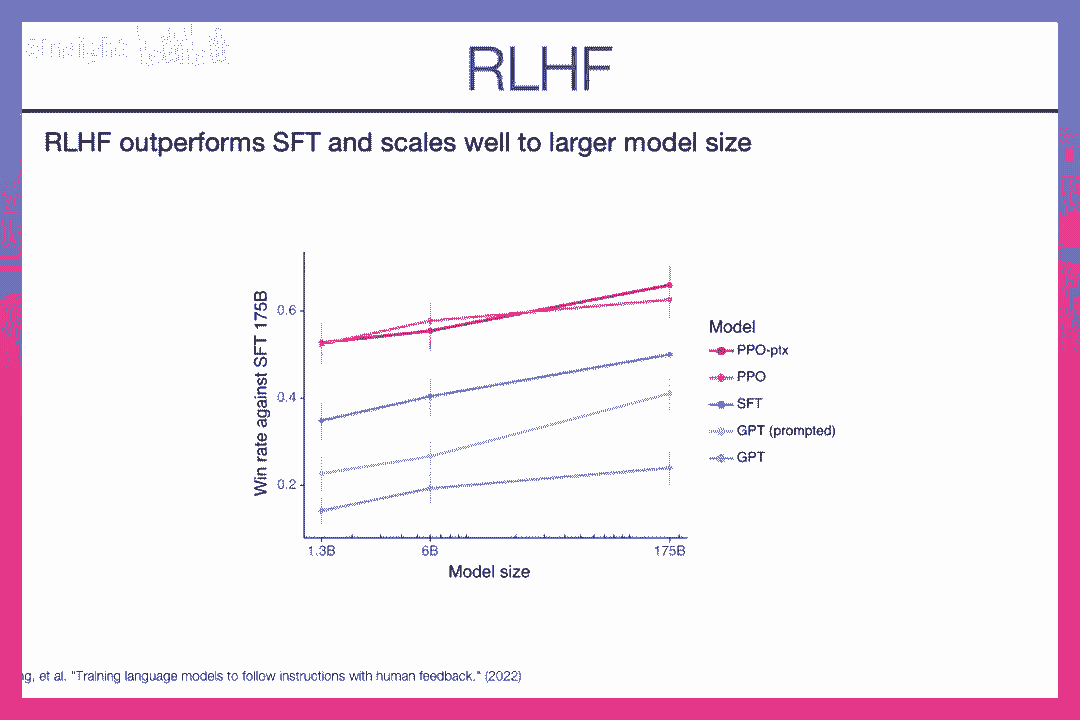 RLHF
RLHF outperforms SFT and scales well to larger model size
Win rate against SFT 175B
0.6
0.4
0.2
1.3B 6B 175B
Model size
Model
PPO-ptx
PPO
SFT
GPT (prompted)
GPT
et al. "Training language models to follow instructions with human feedback." (2022)